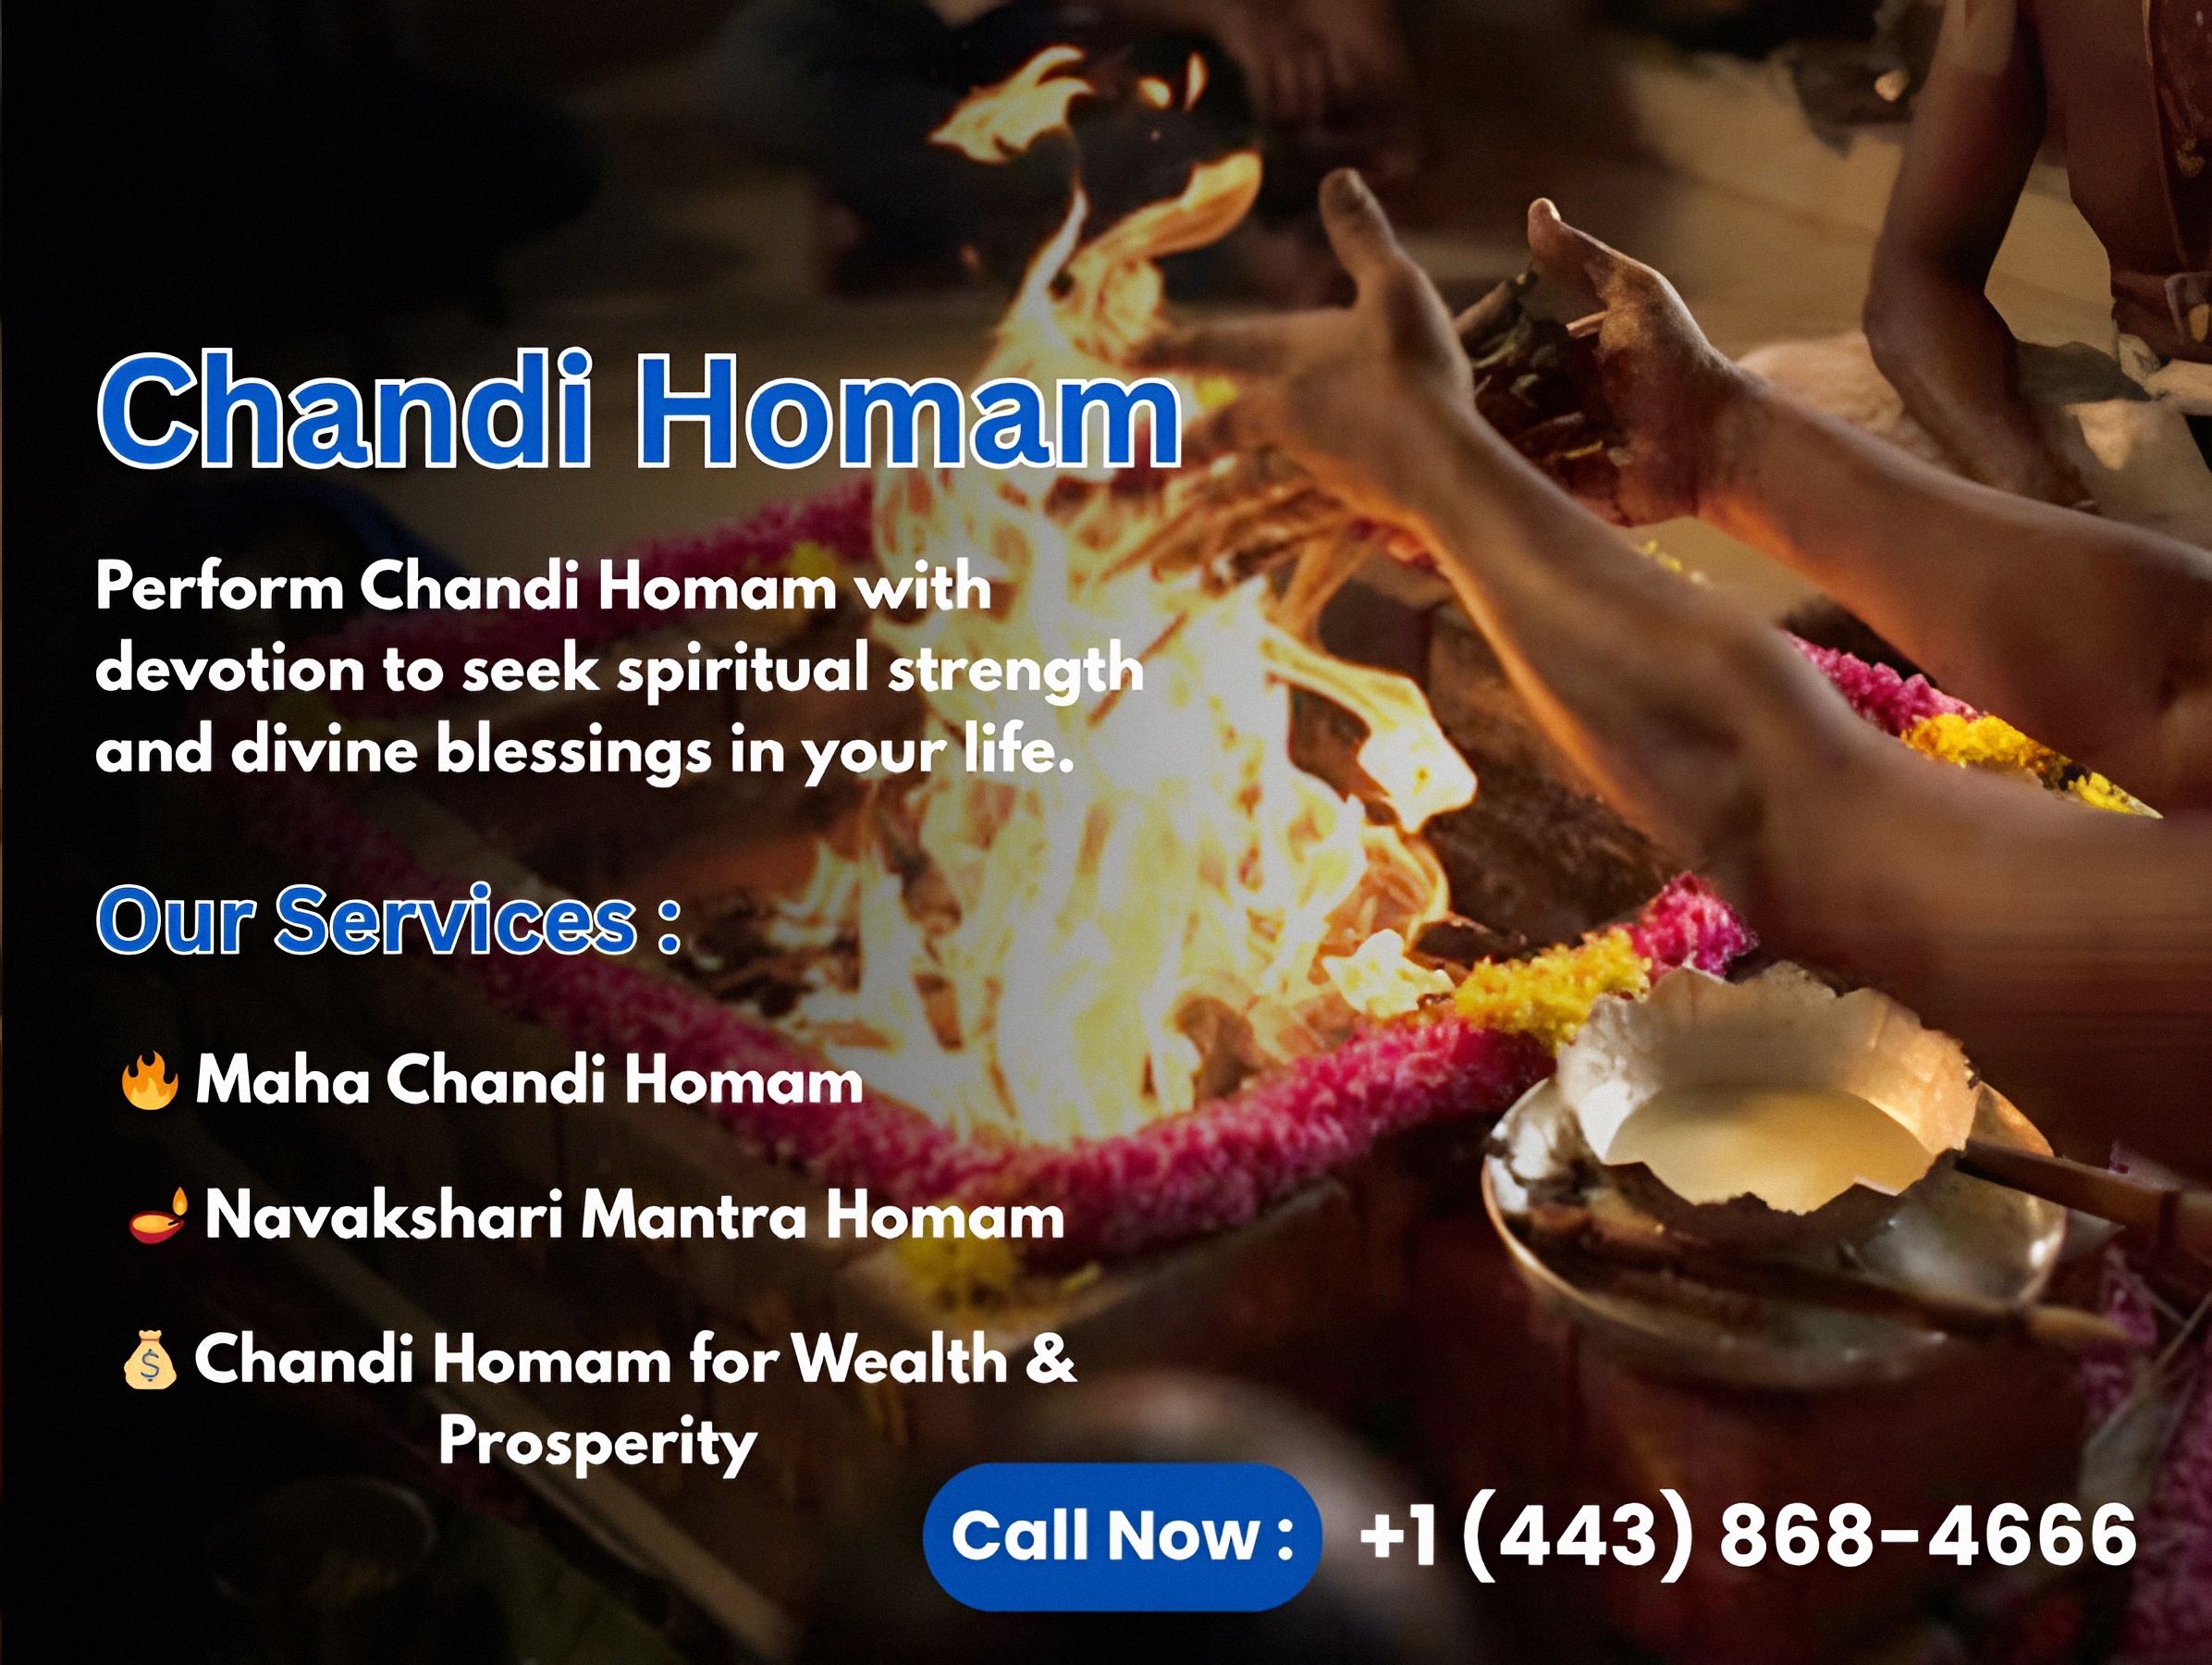 Chandi Homam
Perform Chandi Homam with
devotion to seek spiritual strength
and divine blessings in your life.
Our Services :
🔥 Maha Chandi Homam
🪔 Navakshari Mantra Homam
💰 Chandi Homam for Wealth &
Prosperity
Call Now : +1 (443) 868-4666